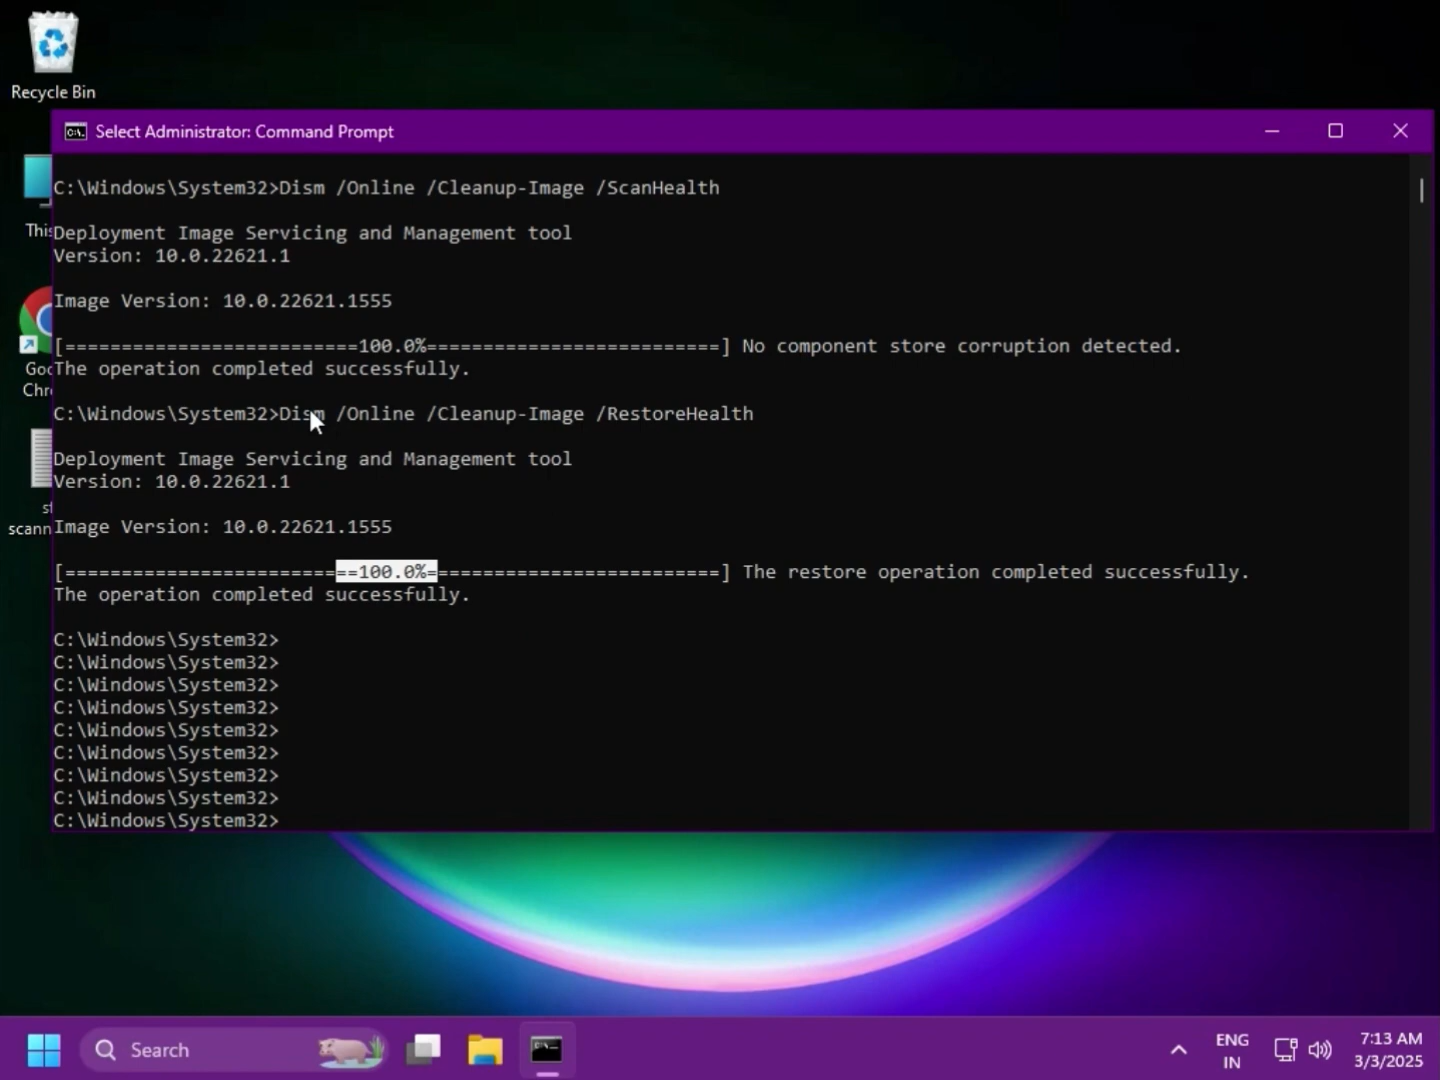 Recycle Bin
Select Administrator: Command Prompt
C:\Windows\System32>Dism /Online /Cleanup-Image /ScanHealth
This
Deployment Image Servicing and Management tool
Version: 10.0.22621.1
Image Version: 10.0.22621.1555
[==========================100.0%==========================] No component store corruption detected.
Goo
The operation completed successfully.
Chr
C:\Windows\System32>Dism /Online /Cleanup-Image /RestoreHealth
Deployment Image Servicing and Management tool
Version: 10.0.22621.1
scann
Image Version: 10.0.22621.1555
[==========================100.0%==========================] The restore operation completed successfully.
The operation completed successfully.
C:\Windows\System32>
C:\Windows\System32>
C:\Windows\System32>
C:\Windows\System32>
C:\Windows\System32>
C:\Windows\System32>
C:\Windows\System32>
C:\Windows\System32>
C:\Windows\System32>
Search
ENG
IN
7:13 AM
3/3/2025